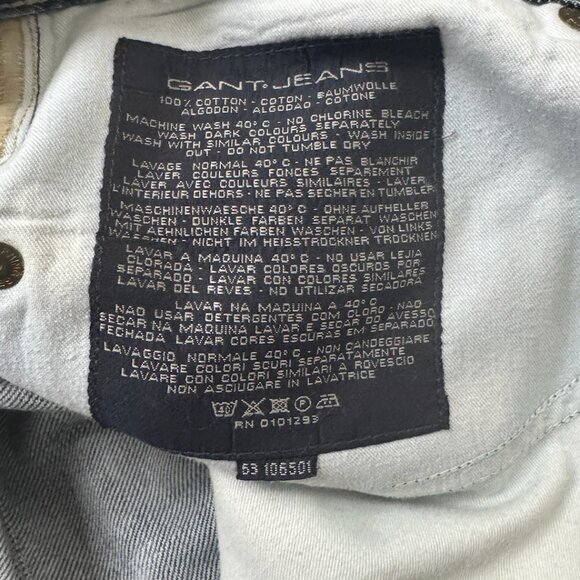 GANT JEANS
100% COTTON - COTON - BAUMWOLLE
ALGODON - ALGODAO - COTONE
MACHINE WASH 40° C - NO CHLORINE BLEACH
WASH DARK COLOURS SEPARATELY
WASH WITH SIMILAR COLOURS - WASH INSIDE
OUT - DO NOT TUMBLE DRY
LAVAGE NORMAL 40° C - NE PAS BLANCHIR
LAVER COULEURS FONCES SEPAREMENT
LAVER AVEC COULEURS SIMILAIRES - LAVER
L'INTERIEUR DEHORS - NE PAS SECHER EN TUMBLER
MASCHINENWAESCHE 40° C - OHNE AUFHELLER
WASCHEN - DUNKLE FARBEN SEPARAT WASCHEN
MIT AEHNLICHEN FARBEN WASCHEN - VON LINKS
WASCHEN - NICHT IM HEISSTROCKNER TROCKNEN
LAVAR A MAQUINA 40° C - NO USAR LEJIA
CLORADA - LAVAR COLORES OSCUROS POR
SEPARADO - LAVAR CON COLORES SIMILARES
LAVAR DEL REVES - NO UTILIZAR SECADORA
LAVAR NA MAQUINA A 40° C
NAO USAR DETERGENTES COM CLORO - NAO
SECAR NA MAQUINA LAVAR E SECAR DO AVESSO
FECHADA LAVAR CORES ESCURAS EM SEPARADO
LAVAGGIO NORMALE 40° C - NON CANDEGGIARE
LAVARE COLORI SCURI SEPARATAMENTE
LAVARE CON COLORI SIMILARI A ROVESCIO
NON ASCIUGARE IN LAVATRICE
40 P
RN 0101293
53 106501